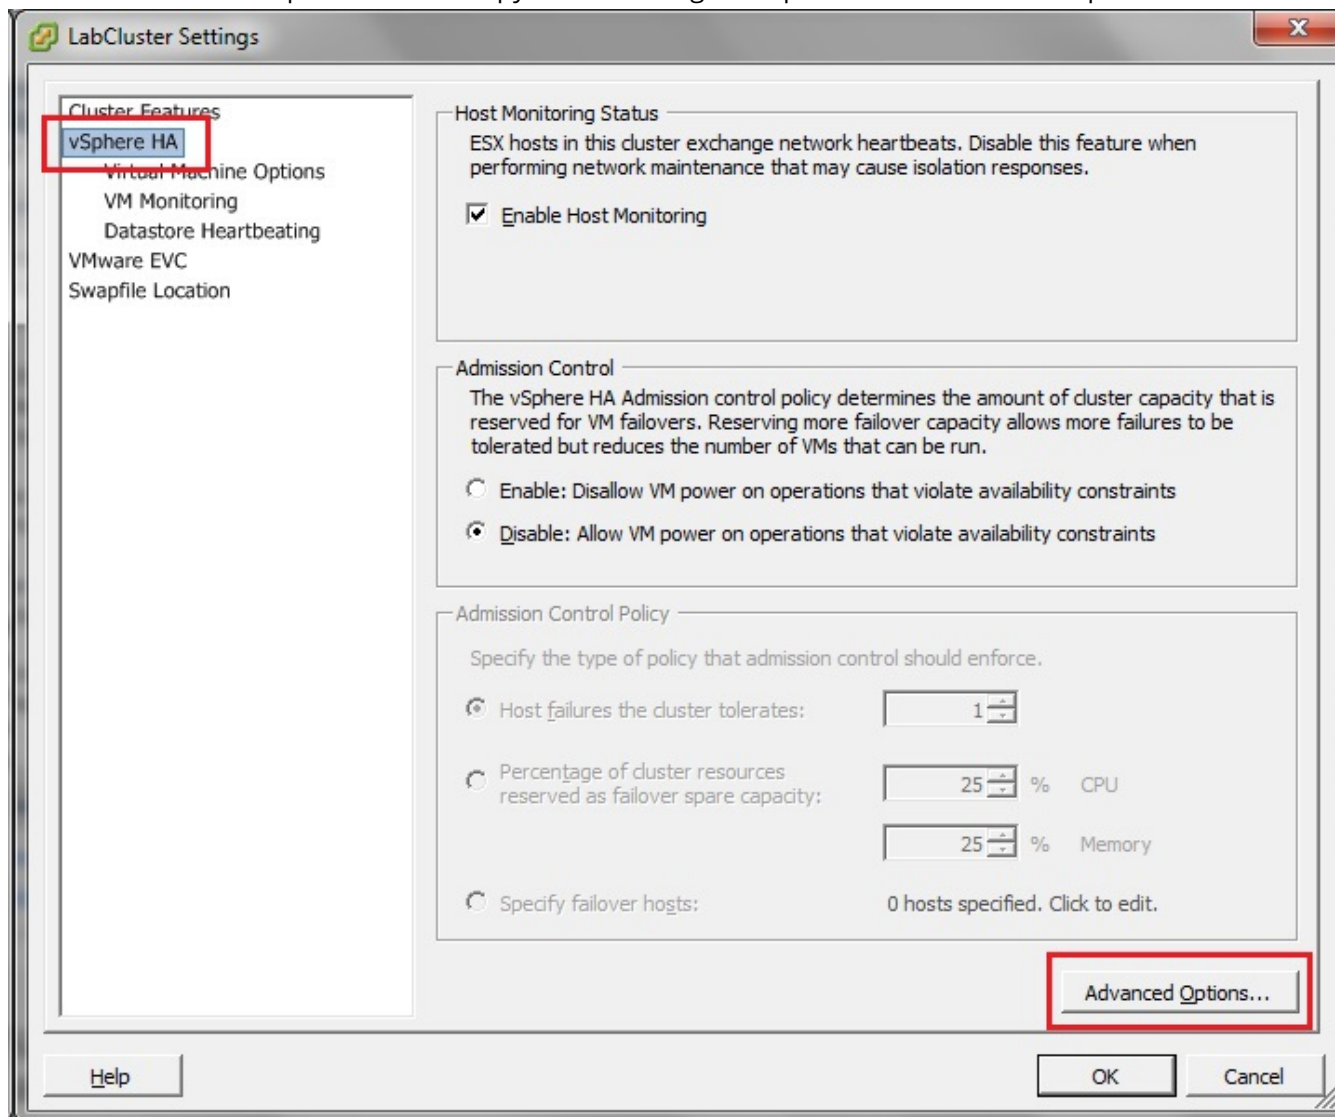 LabCluster Settings
Cluster Features
vSphere HA
Virtual Machine Options
VM Monitoring
Datastore Heartbeating
VMware EVC
Swapfile Location
Host Monitoring Status
ESX hosts in this cluster exchange network heartbeats. Disable this feature when
performing network maintenance that may cause isolation responses.
Enable Host Monitoring
Admission Control
The vSphere HA Admission control policy determines the amount of cluster capacity that is
reserved for VM failovers. Reserving more failover capacity allows more failures to be
tolerated but reduces the number of VMs that can be run.
Enable: Disallow VM power on operations that violate availability constraints
Disable: Allow VM power on operations that violate availability constraints
Admission Control Policy
Specify the type of policy that admission control should enforce.
Host failures the cluster tolerates: 1
Percentage of cluster resources
reserved as failover spare capacity: 25 % CPU
25 % Memory
Specify failover hosts: 0 hosts specified. Click to edit.
Advanced Options...
Help OK Cancel